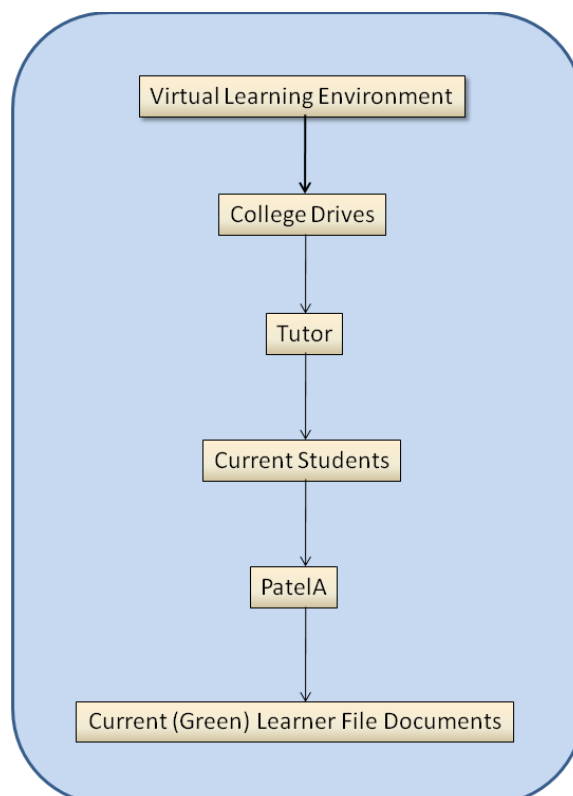 Virtual Learning Environment
College Drives
Tutor
Current Students
PatelA
Current (Green) Learner File Documents